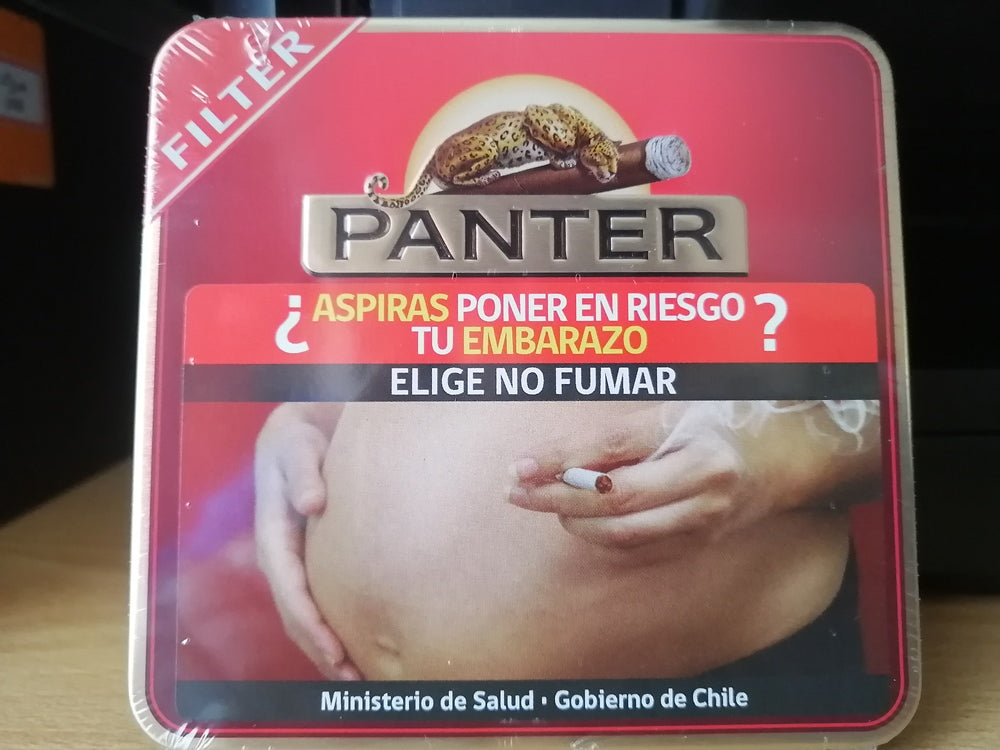 FILTER
PANTER
¿ASPIRAS PONER EN RIESGO
TU EMBARAZO?
ELIGE NO FUMAR
Ministerio de Salud • Gobierno de Chile